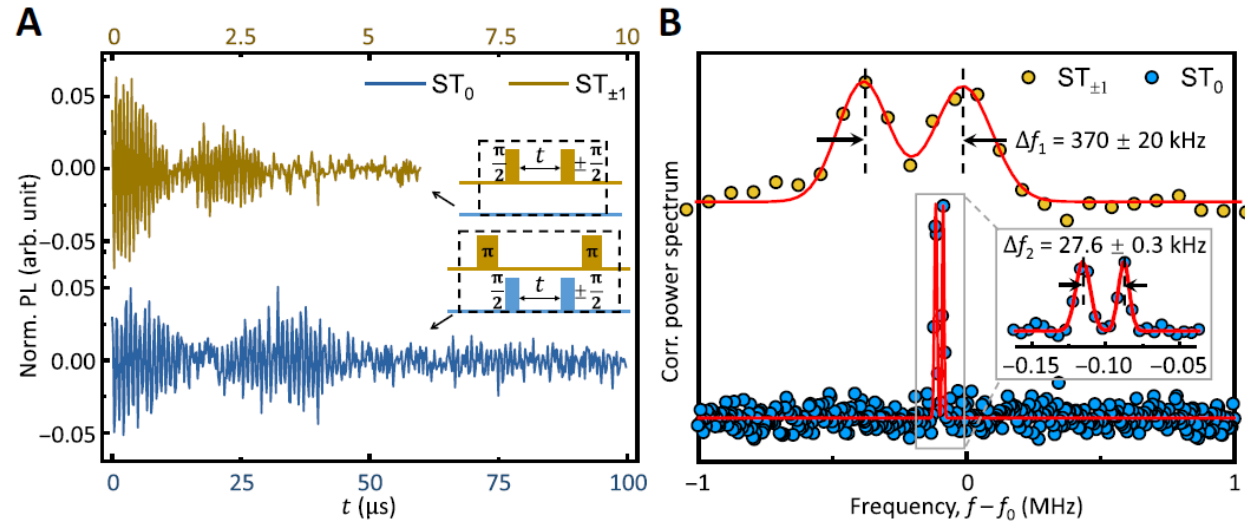 A
0 2.5 5 7.5 10
ST₀ ST±₁
Norm. PL (arb. unit)
0.05
0.00
−0.05
0.05
0.00
−0.05
π/2 t ±π/2
π π
π/2 t ±π/2
0 25 50 75 100
t (μs)
B
ST±₁ ST₀
Δf₁ = 370 ± 20 kHz
Δf₂ = 27.6 ± 0.3 kHz
−0.15 −0.10 −0.05
Corr. power spectrum
−1 0 1
Frequency, f – f₀ (MHz)